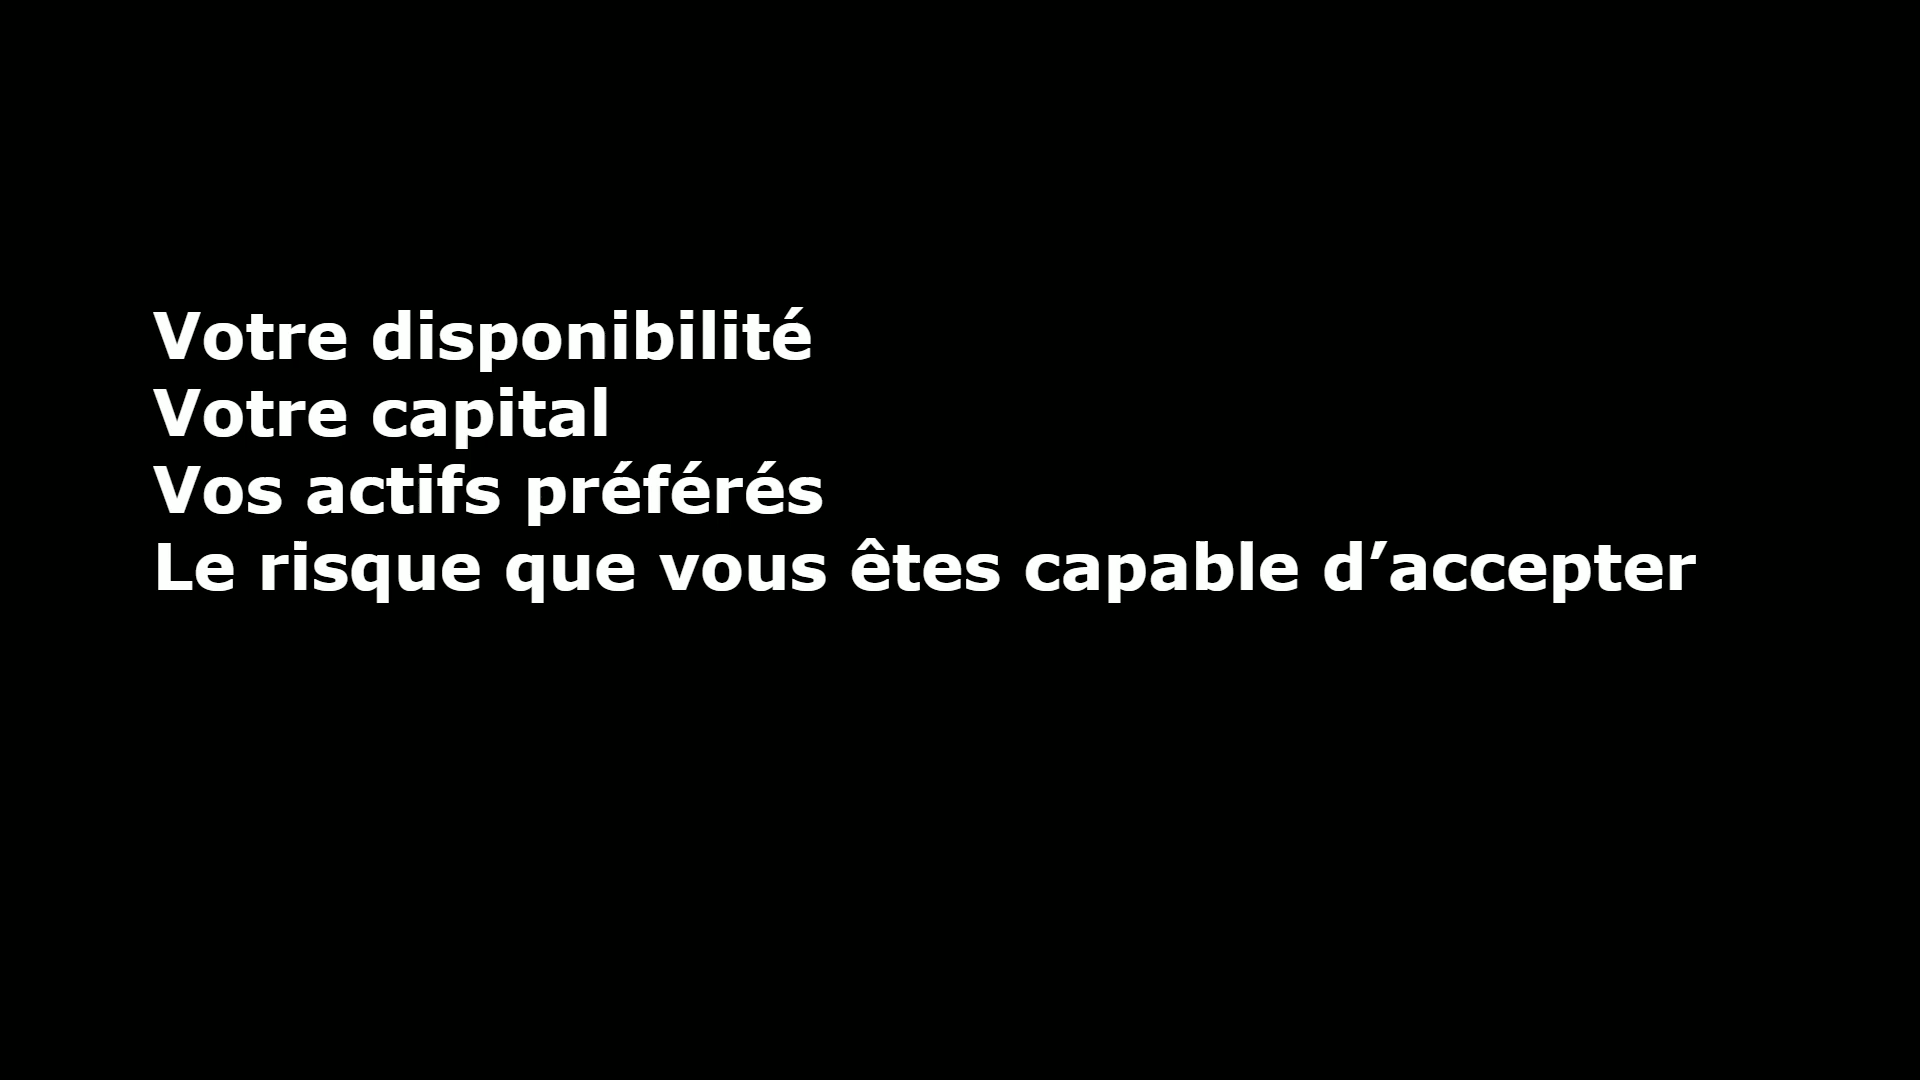 Votre disponibilité
Votre capital
Vos actifs préférés
Le risque que vous êtes capable d’accepter